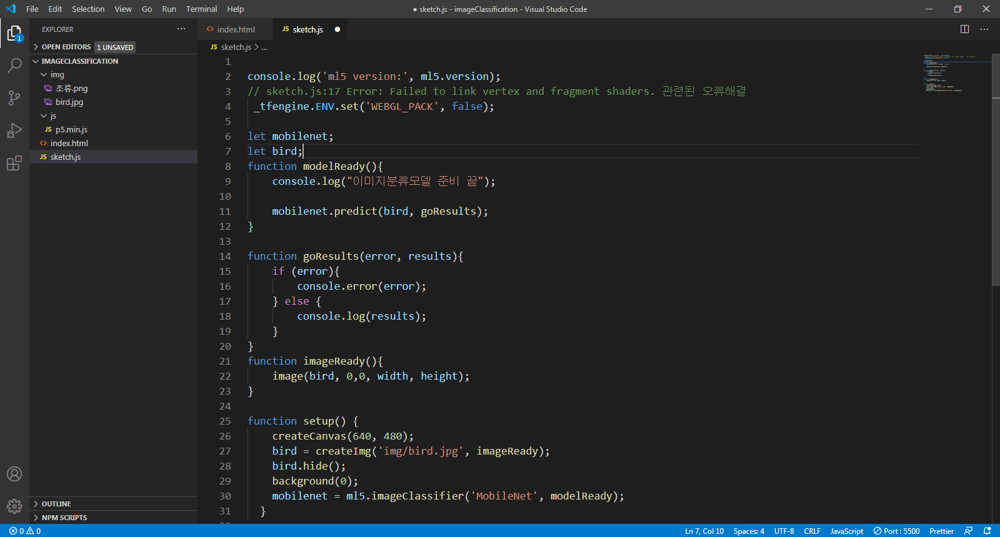 File Edit Selection View Go Run Terminal Help
● sketch.js - imageClassification - Visual Studio Code
EXPLORER
1
OPEN EDITORS 1 UNSAVED
IMAGECLASSIFICATION
img
조류.png
bird.jpg
js
JS p5.min.js
<> index.html
JS sketch.js
OUTLINE
NPM SCRIPTS
<> index.html JS sketch.js ●
JS sketch.js > ...
1
2 console.log('ml5 version:', ml5.version);
3 // sketch.js:17 Error: Failed to link vertex and fragment shaders. 관련된 오류해결
4 _tfengine.ENV.set('WEBGL_PACK', false);
5
6 let mobilenet;
7 let bird;
8 function modelReady(){
9 console.log("이미지분류모델 준비 끝");
10
11 mobilenet.predict(bird, goResults);
12 }
13
14 function goResults(error, results){
15 if (error){
16 console.error(error);
17 } else {
18 console.log(results);
19 }
20 }
21 function imageReady(){
22 image(bird, 0,0, width, height);
23 }
24
25 function setup() {
26 createCanvas(640, 480);
27 bird = createImg('img/bird.jpg', imageReady);
28 bird.hide();
29 background(0);
30 mobilenet = ml5.imageClassifier('MobileNet', modelReady);
31 }
0 0 Ln 7, Col 10 Spaces: 4 UTF-8 CRLF JavaScript Port : 5500 Prettier